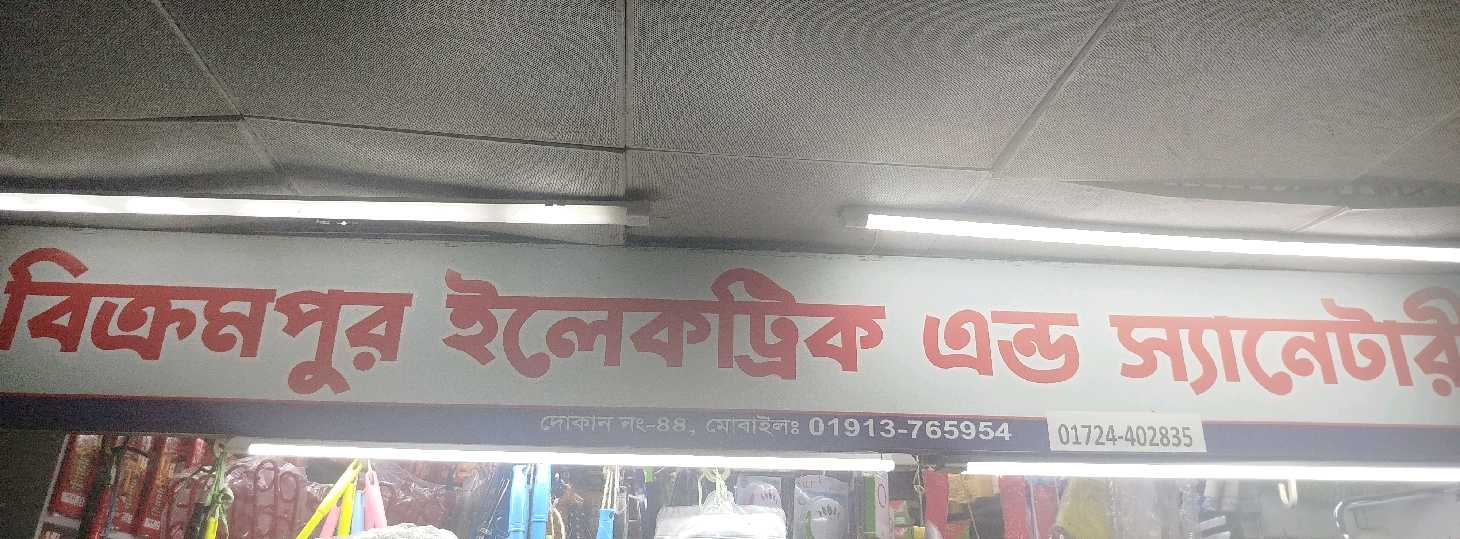 বিক্রমপুর ইলেকট্রিক এন্ড স্যানেটারী
দোকান নং-৪৪, মোবাইলঃ 01913-765954 01724-402835